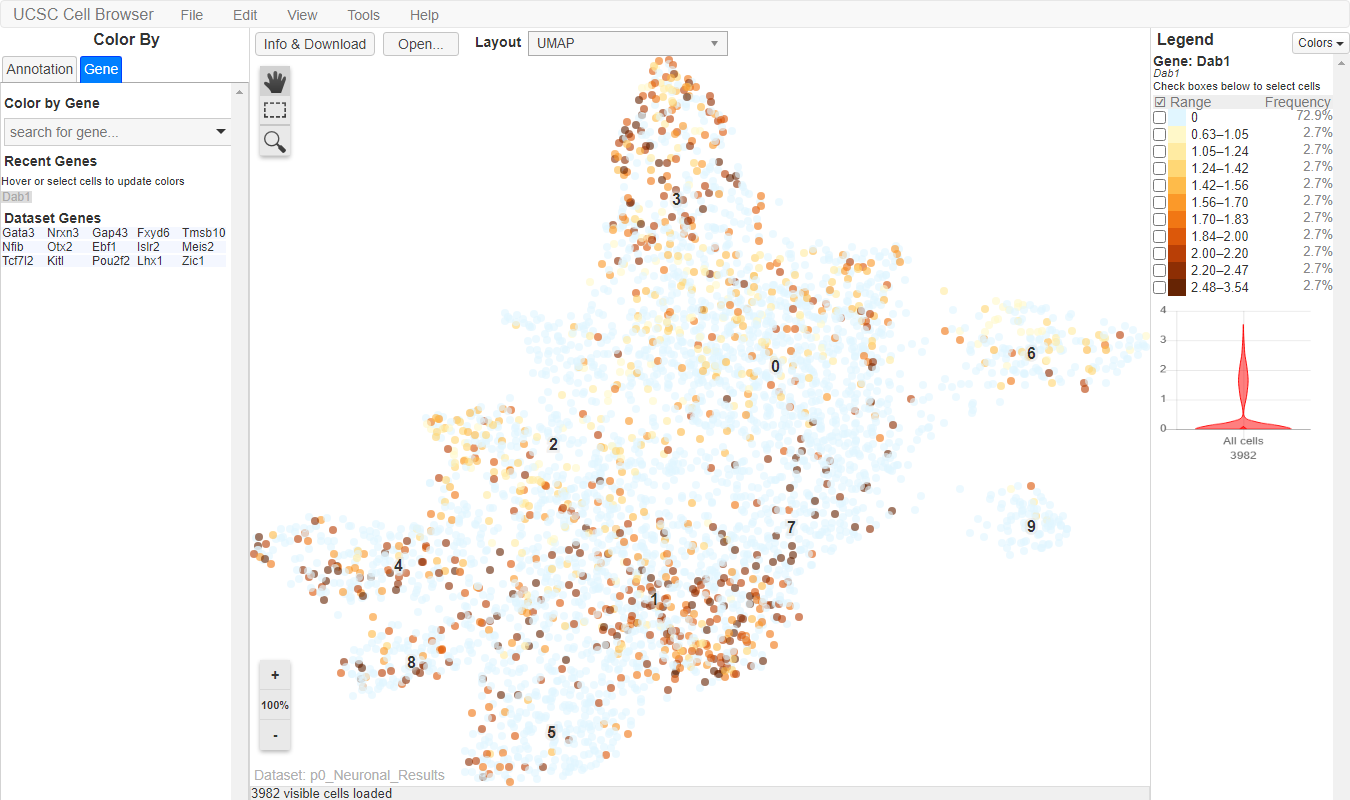 UCSC Cell Browser File Edit View Tools Help
Color By
Annotation Gene
Color by Gene
search for gene...
Recent Genes
Hover or select cells to update colors
Dab1
Dataset Genes
Gata3 Nrxn3 Gap43 Fxyd6 Tmsb10
Nfib Otx2 Ebf1 Islr2 Meis2
Tcf7l2 Kitl Pou2f2 Lhx1 Zic1
Info & Download Open... Layout UMAP
3
0
6
2
7
9
4
1
8
5
+
100%
-
Dataset: p0_Neuronal_Results
3982 visible cells loaded
Legend Colors
Gene: Dab1
Dab1
Check boxes below to select cells
Range Frequency
0 72.9%
0.63–1.05 2.7%
1.05–1.24 2.7%
1.24–1.42 2.7%
1.42–1.56 2.7%
1.56–1.70 2.7%
1.70–1.83 2.7%
1.84–2.00 2.7%
2.00–2.20 2.7%
2.20–2.47 2.7%
2.48–3.54 2.7%
4
3
2
1
0
All cells
3982